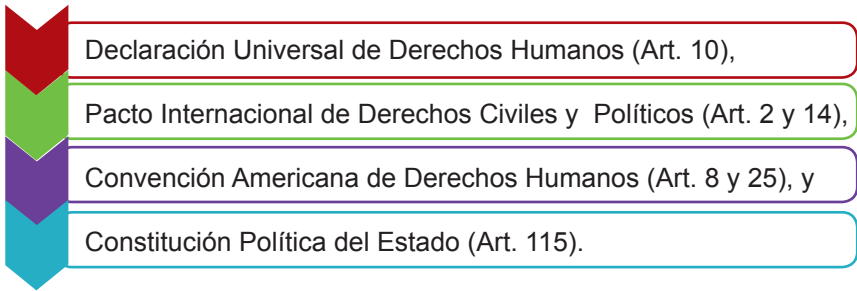 Declaración Universal de Derechos Humanos (Art. 10),
Pacto Internacional de Derechos Civiles y Políticos (Art. 2 y 14),
Convención Americana de Derechos Humanos (Art. 8 y 25), y
Constitución Política del Estado (Art. 115).